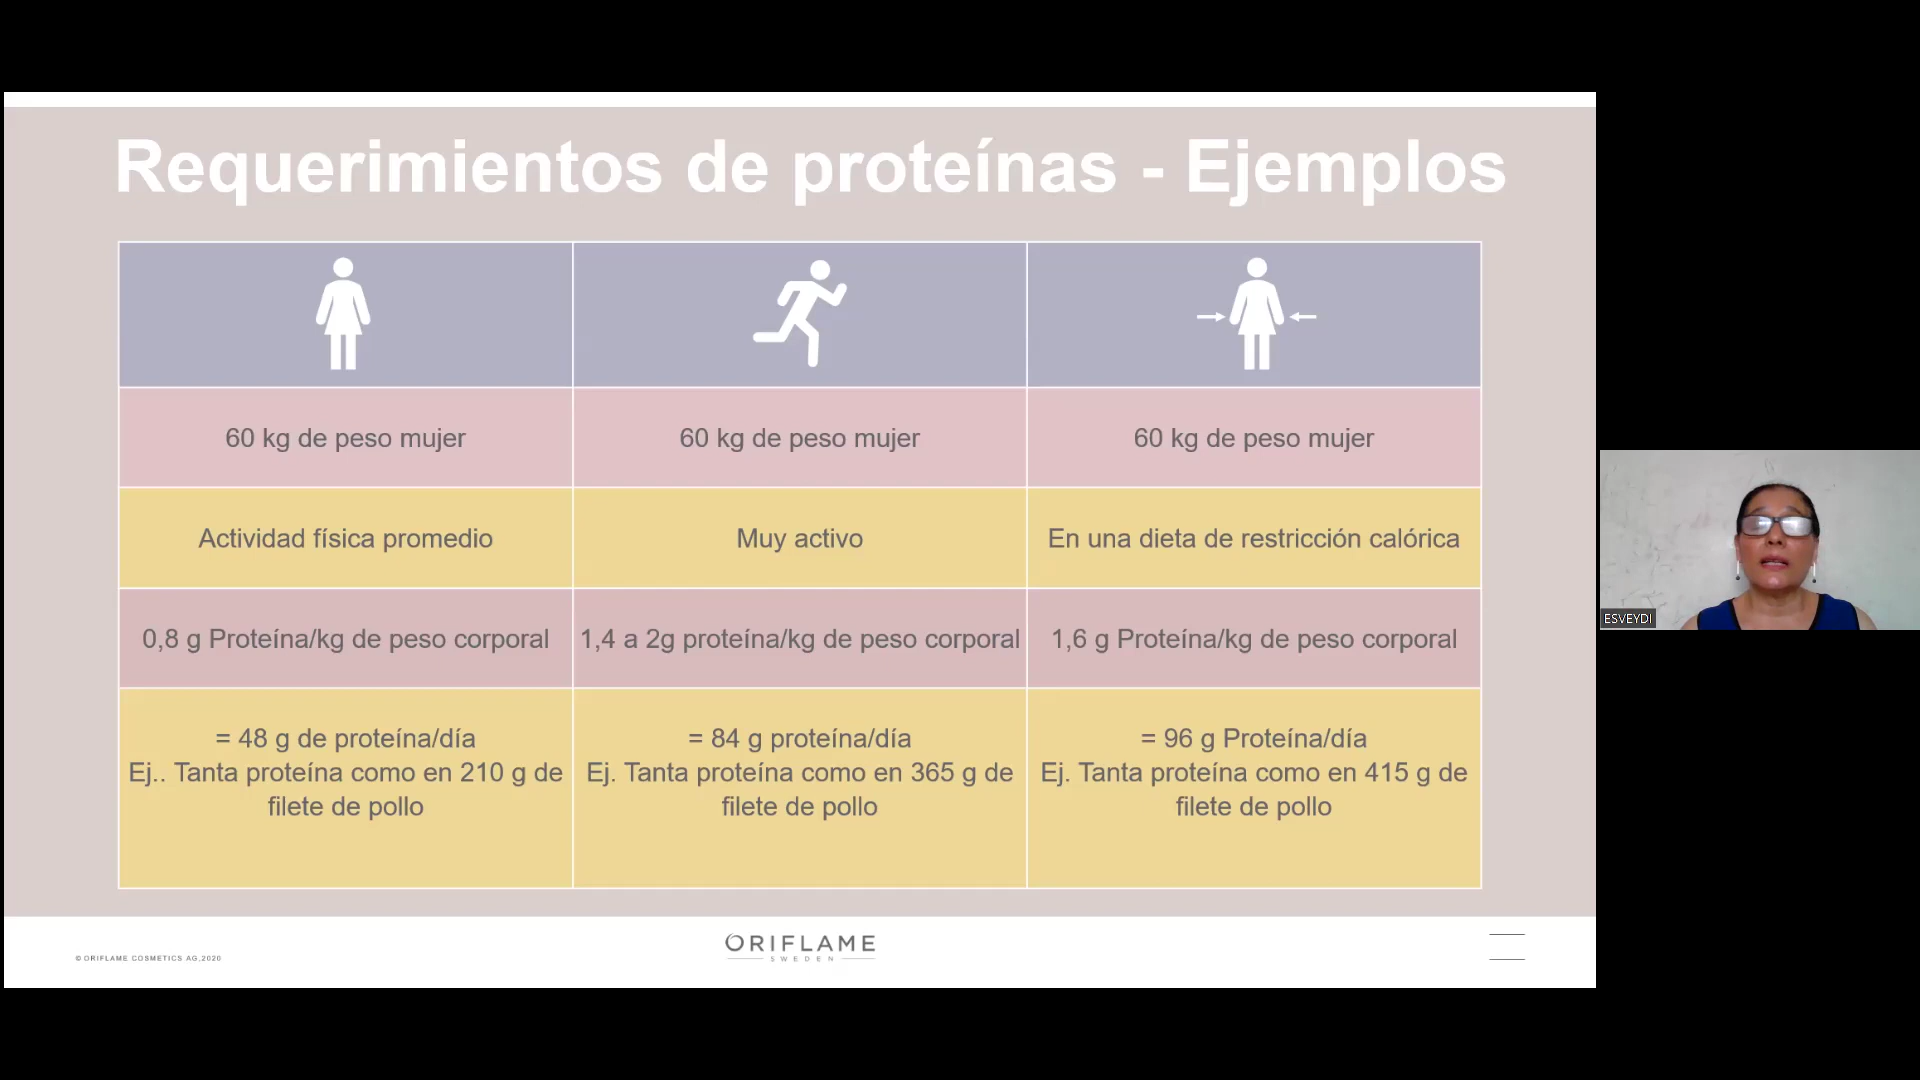 Requerimientos de proteínas - Ejemplos
60 kg de peso mujer
60 kg de peso mujer
60 kg de peso mujer
Actividad física promedio
Muy activo
En una dieta de restricción calórica
0,8 g Proteína/kg de peso corporal
1,4 a 2g proteína/kg de peso corporal
1,6 g Proteína/kg de peso corporal
= 48 g de proteína/día
Ej.. Tanta proteína como en 210 g de
filete de pollo
= 84 g proteína/día
Ej. Tanta proteína como en 365 g de
filete de pollo
= 96 g Proteína/día
Ej. Tanta proteína como en 415 g de
filete de pollo
© ORIFLAME COSMETICS AG,2020
ORIFLAME
SWEDEN
ESVEYDI